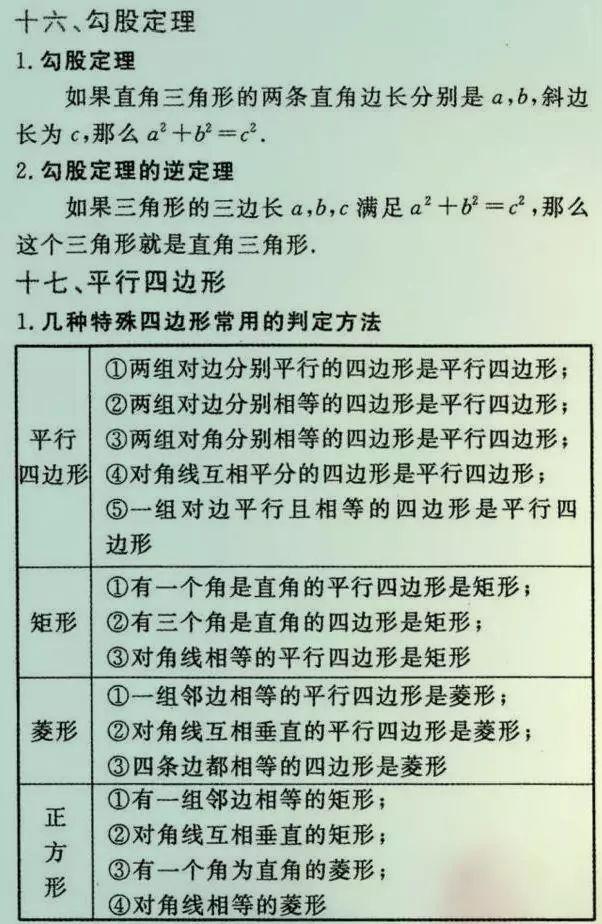 十六、勾股定理
1.勾股定理
如果直角三角形的两条直角边长分别是a,b,斜边
长为c,那么a²+b²=c².
2.勾股定理的逆定理
如果三角形的三边长a,b,c满足a²+b²=c²,那么
这个三角形就是直角三角形.
十七、平行四边形
1.几种特殊四边形常用的判定方法
平行
四边形
①两组对边分别平行的四边形是平行四边形；
②两组对边分别相等的四边形是平行四边形；
③两组对角分别相等的四边形是平行四边形；
④对角线互相平分的四边形是平行四边形；
⑤一组对边平行且相等的四边形是平行四
边形
矩形
①有一个角是直角的平行四边形是矩形；
②有三个角是直角的四边形是矩形；
③对角线相等的平行四边形是矩形
菱形
①一组邻边相等的平行四边形是菱形；
②对角线互相垂直的平行四边形是菱形；
③四条边都相等的四边形是菱形
正
方
形
①有一组邻边相等的矩形；
②对角线互相垂直的矩形；
③有一个角为直角的菱形；
④对角线相等的菱形